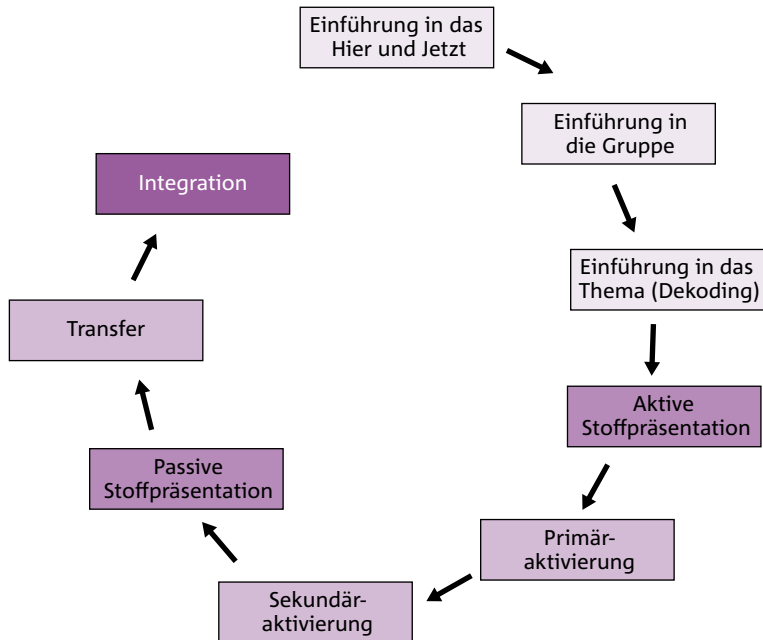 Einführung in das
Hier und Jetzt
Einführung in
die Gruppe
Einführung in das
Thema (Dekoding)
Aktive
Stoffpräsentation
Primär-
aktivierung
Sekundär-
aktivierung
Passive
Stoffpräsentation
Transfer
Integration